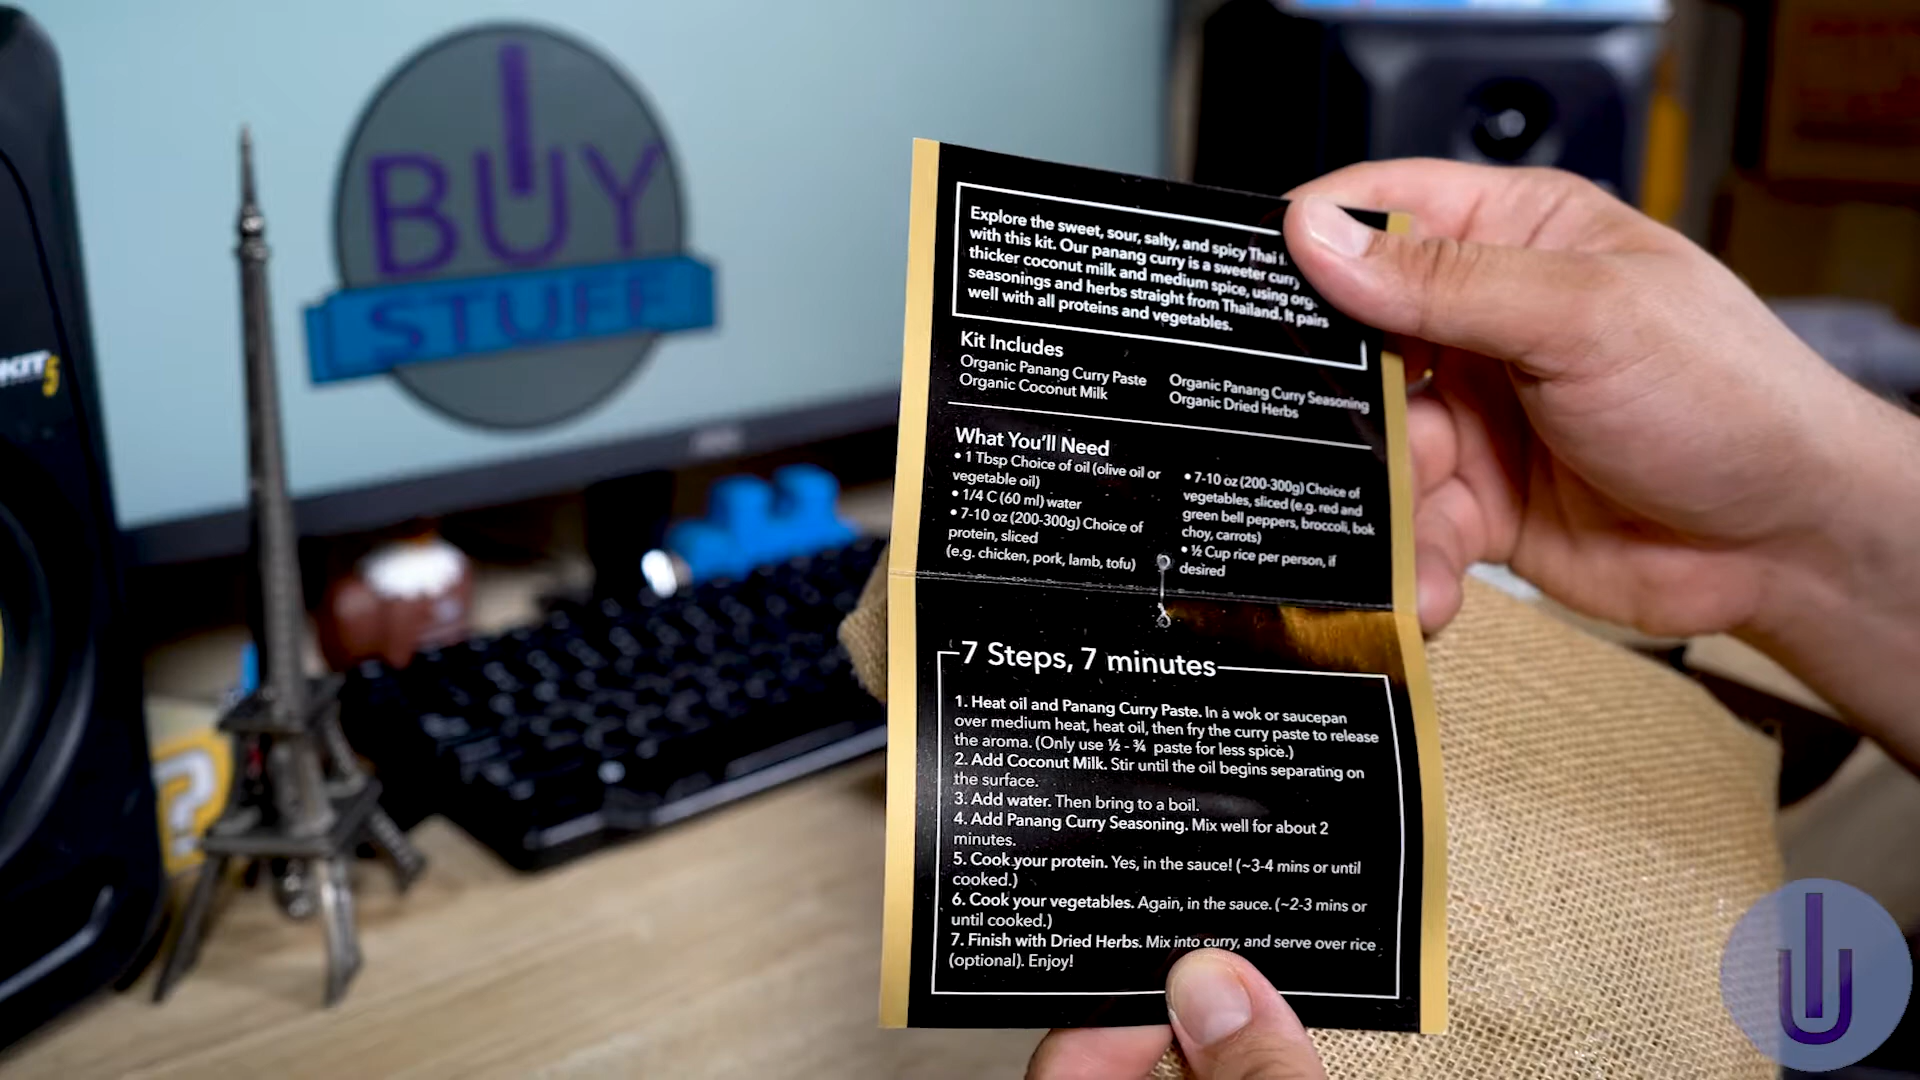 BUY
STUFF
KIT 5
Explore the sweet, sour, salty, and spicy Thai
with this kit. Our panang curry is a sweeter curry
thicker coconut milk and medium spice, using
seasonings and herbs straight from Thailand. It pairs
well with all proteins and vegetables.
Kit Includes
Organic Panang Curry Paste
Organic Coconut Milk
Organic Panang Curry Seasoning
Organic Dried Herbs
What You'll Need
• 1 Tbsp Choice of oil (olive oil or
vegetable oil)
• 1/4 C (60 ml) water
• 7-10 oz (200-300g) Choice of
protein, sliced
(e.g. chicken, pork, lamb, tofu)
• 7-10 oz (200-300g) Choice of
vegetables, sliced (e.g. red and
green bell peppers, broccoli, bok
choy, carrots)
• ½ Cup rice per person, if
desired
7 Steps, 7 minutes
1. Heat oil and Panang Curry Paste. In a wok or saucepan
over medium heat, heat oil, then fry the curry paste to release
the aroma. (Only use ½ - ¾ paste for less spice.)
2. Add Coconut Milk. Stir until the oil begins separating on
the surface.
3. Add water. Then bring to a boil.
4. Add Panang Curry Seasoning. Mix well for about 2
minutes.
5. Cook your protein. Yes, in the sauce! (~3-4 mins or until
cooked.)
6. Cook your vegetables. Again, in the sauce. (~2-3 mins or
until cooked.)
7. Finish with Dried Herbs. Mix into curry, and serve over rice
(optional). Enjoy!